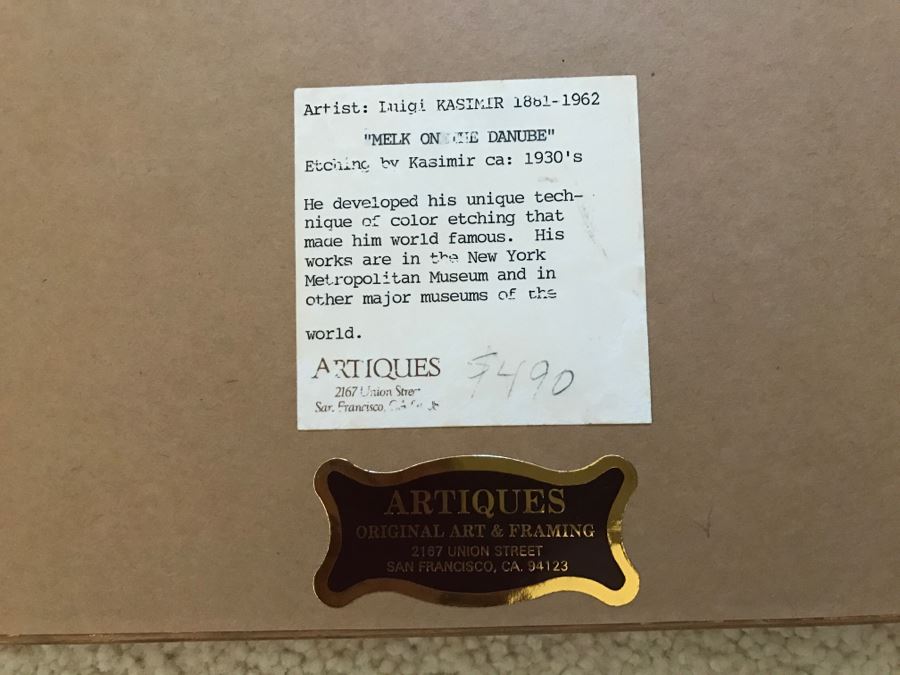 Artist: Luigi KASIMIR 1881-1962
"MELK ON THE DANUBE"
Etching by Kasimir ca: 1930's
He developed his unique tech-
nique of color etching that
made him world famous. His
works are in the New York
Metropolitan Museum and in
other major museums of the
world.
ARTIQUES
2167 Union Street
San Francisco,
$490
ARTIQUES
ORIGINAL ART & FRAMING
2167 UNION STREET
SAN FRANCISCO, CA. 94123